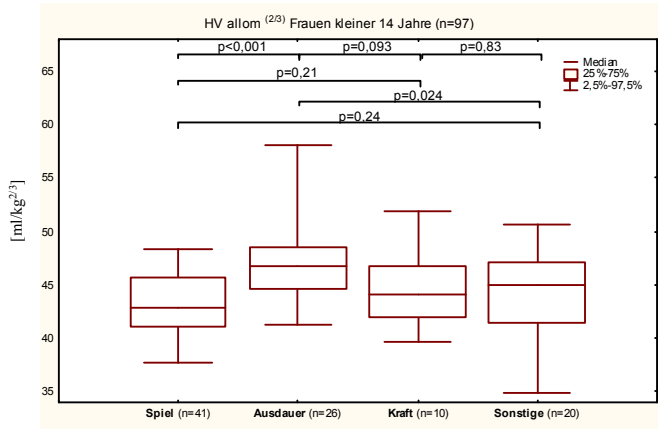 HV allom (2/3) Frauen kleiner 14 Jahre (n=97)
p<0,001 p=0,093 p=0,83
p=0,21
p=0,024
p=0,24
Median
25%-75%
2,5%-97,5%
[ml/kg2/3]
65
60
55
50
45
40
35
Spiel (n=41) Ausdauer (n=26) Kraft (n=10) Sonstige (n=20)